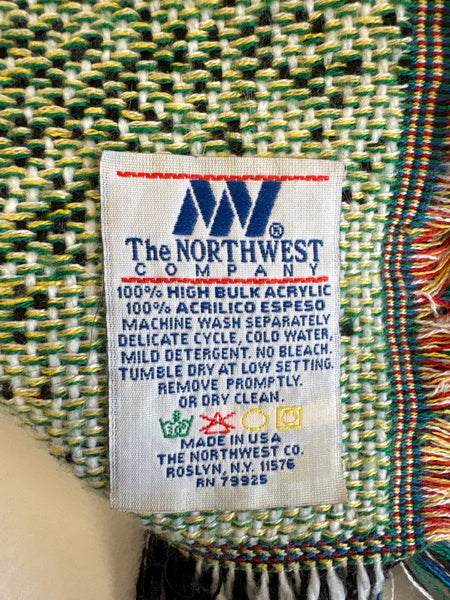 NW®
The NORTHWEST
COMPANY
100% HIGH BULK ACRYLIC
100% ACRILICO ESPESO
MACHINE WASH SEPARATELY
DELICATE CYCLE, COLD WATER,
MILD DETERGENT. NO BLEACH.
TUMBLE DRY AT LOW SETTING.
REMOVE PROMPTLY.
OR DRY CLEAN.
30°
MADE IN USA
THE NORTHWEST CO.
ROSLYN, N.Y. 11576
RN 79925